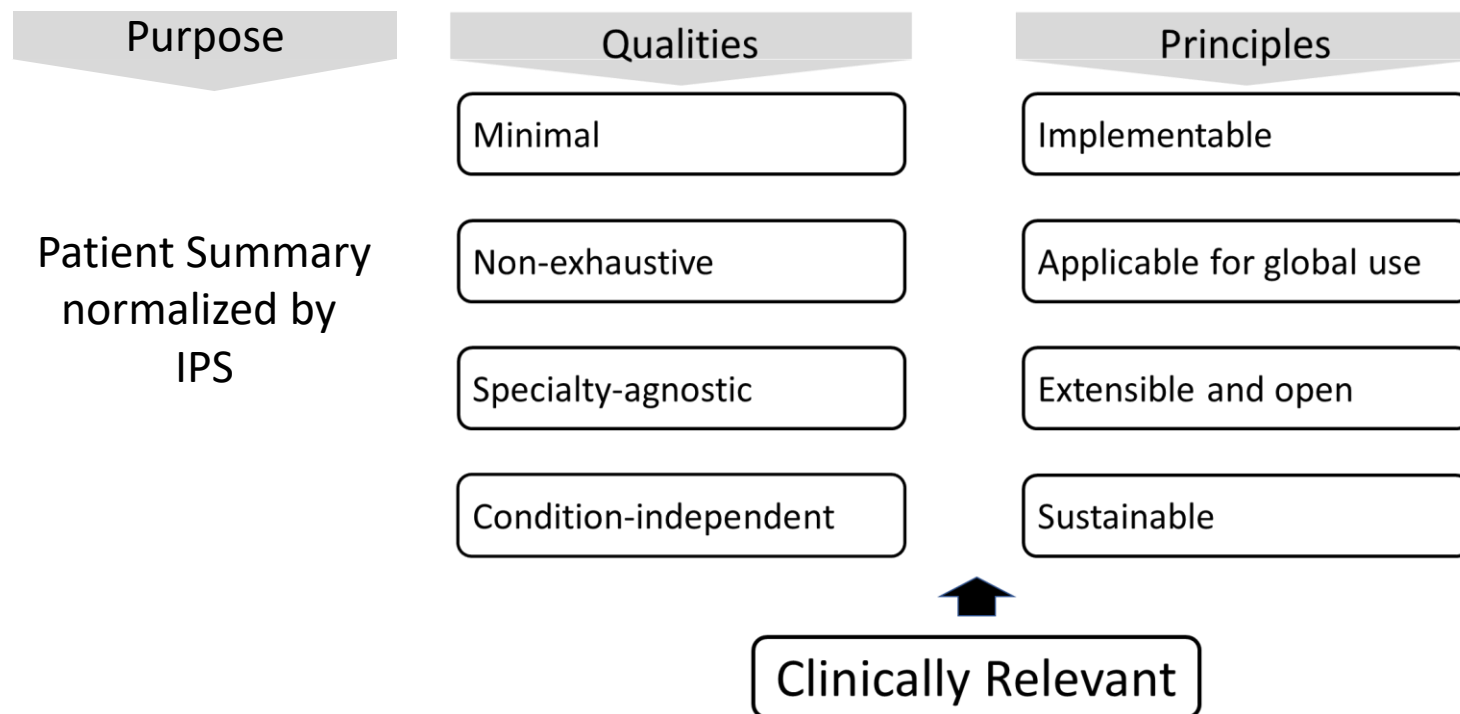 Purpose
Qualities
Principles
Patient Summary
normalized by
IPS
Minimal
Non-exhaustive
Specialty-agnostic
Condition-independent
Implementable
Applicable for global use
Extensible and open
Sustainable
Clinically Relevant